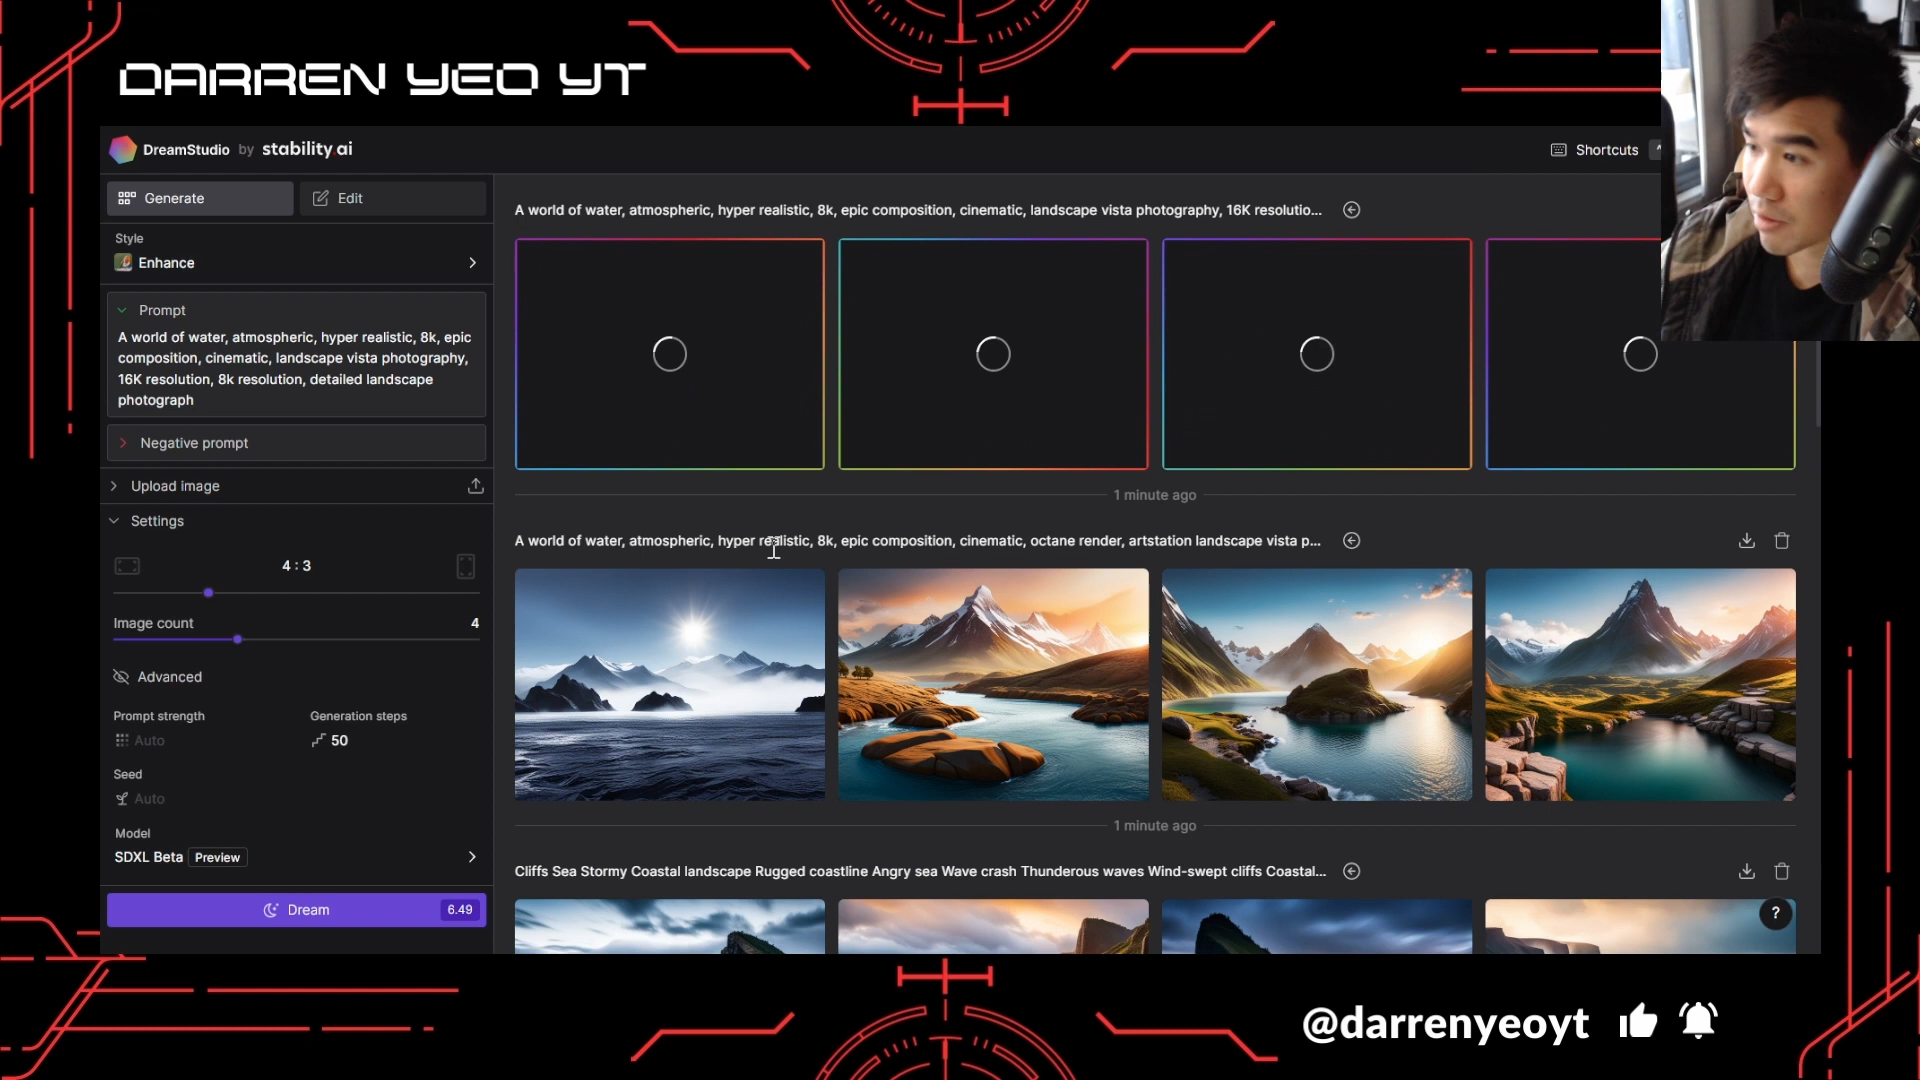 DARREN YEO YT
DreamStudio by stability.ai
Shortcuts
Generate
Edit
Style
Enhance
Prompt
A world of water, atmospheric, hyper realistic, 8k, epic
composition, cinematic, landscape vista photography,
16K resolution, 8k resolution, detailed landscape
photograph
Negative prompt
Upload image
Settings
4 : 3
Image count 4
Advanced
Prompt strength
Generation steps
Auto
50
Seed
Auto
Model
SDXL Beta Preview
Dream 6.49
A world of water, atmospheric, hyper realistic, 8k, epic composition, cinematic, landscape vista photography, 16K resolutio...
1 minute ago
A world of water, atmospheric, hyper realistic, 8k, epic composition, cinematic, octane render, artstation landscape vista p...
1 minute ago
Cliffs Sea Stormy Coastal landscape Rugged coastline Angry sea Wave crash Thunderous waves Wind-swept cliffs Coastal...
?
@darrenyeoyt